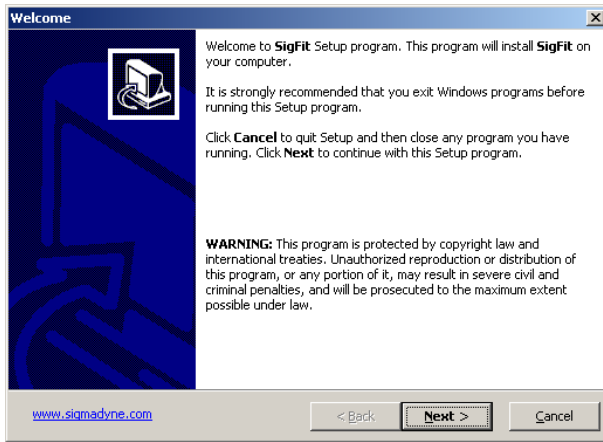 Welcome
Welcome to SigFit Setup program. This program will install SigFit on
your computer.
It is strongly recommended that you exit Windows programs before
running this Setup program.
Click Cancel to quit Setup and then close any program you have
running. Click Next to continue with this Setup program.
WARNING: This program is protected by copyright law and
international treaties. Unauthorized reproduction or distribution of
this program, or any portion of it, may result in severe civil and
criminal penalties, and will be prosecuted to the maximum extent
possible under law.
www.sigmadyne.com
< Back
Next >
Cancel